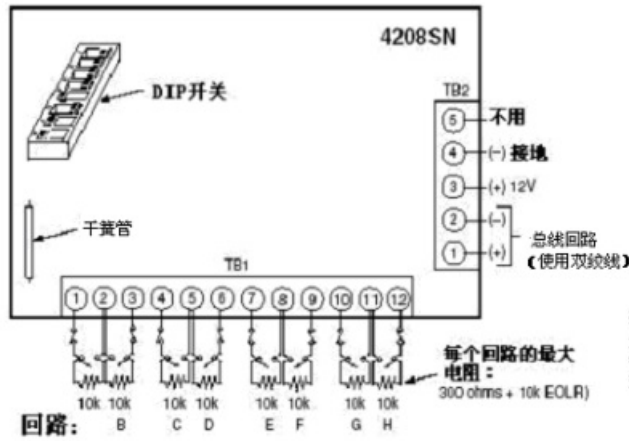 4208SN
DIP开关
TB2
5 不用
4 (-) 接地
3 (+) 12V
2 (-)
1 (+)
总线回路
(使用双绞线)
干簧管
TB1
1 2 3 4 5 6 7 8 9 10 11 12
每个回路的最大
电阻:
300 ohms + 10k EOLR)
10k 10k 10k 10k 10k 10k 10k 10k
回路: B C D E F G H